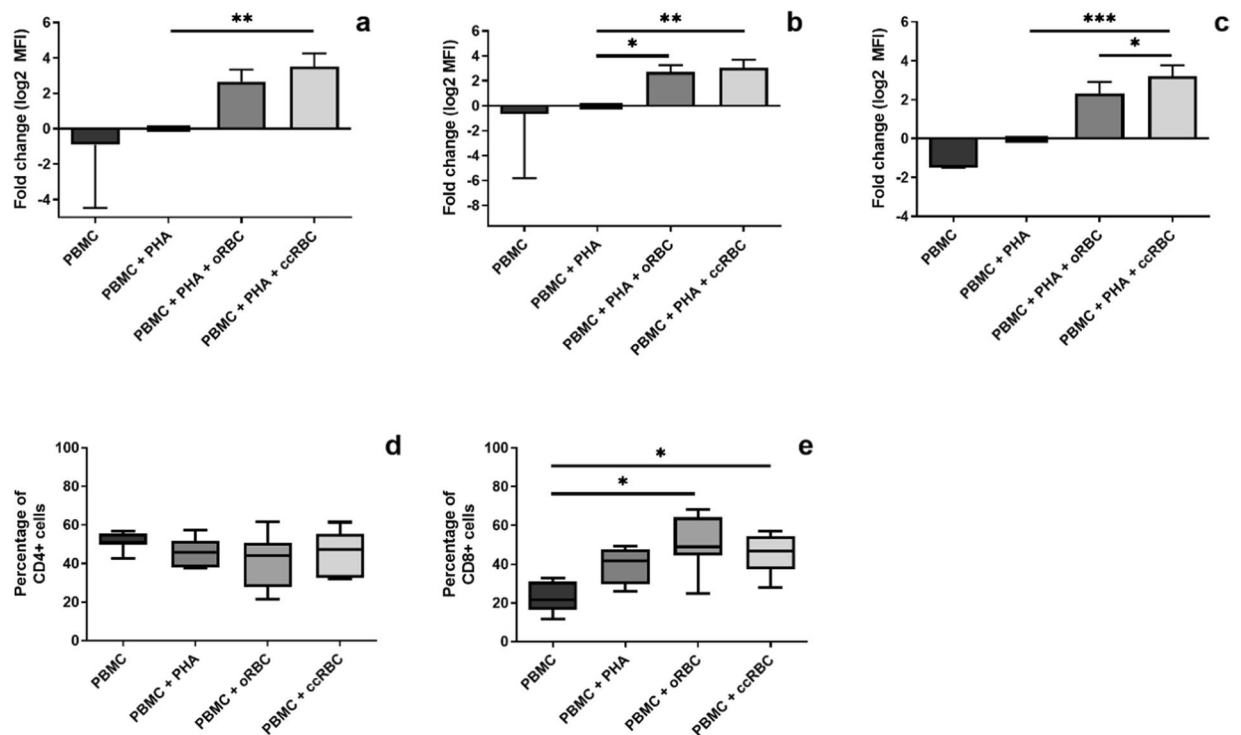 a
Fold change (log2 MFI)
6
4
2
0
-2
-4
**
PBMC
PBMC + PHA
PBMC + PHA + oRBC
PBMC + PHA + ccRBC
b
Fold change (log2 MFI)
6
4
2
0
-2
-4
-6
-8
**
*
PBMC
PBMC + PHA
PBMC + PHA + oRBC
PBMC + PHA + ccRBC
c
Fold change (log2 MFI)
6
4
2
0
-2
-4
***
*
PBMC
PBMC + PHA
PBMC + PHA + oRBC
PBMC + PHA + ccRBC
d
Percentage of
CD4+ cells
100
80
60
40
20
0
PBMC
PBMC + PHA
PBMC + oRBC
PBMC + ccRBC
e
Percentage of
CD8+ cells
100
80
60
40
20
0
*
*
PBMC
PBMC + PHA
PBMC + oRBC
PBMC + ccRBC